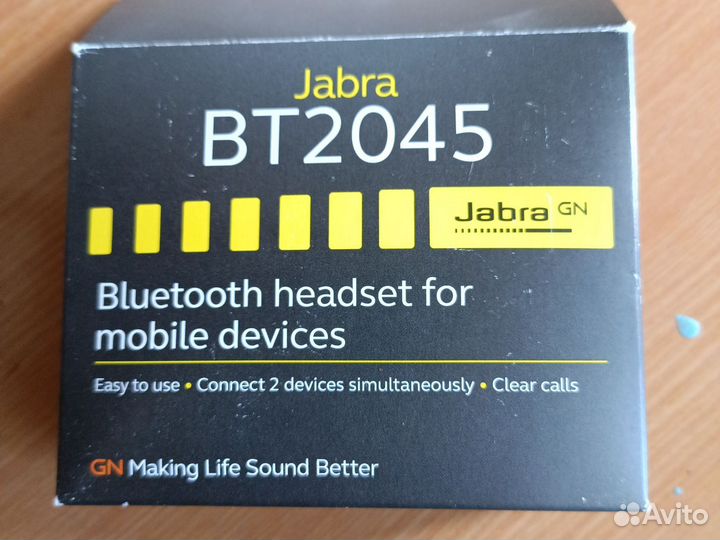 Jabra
BT2045
Jabra GN
Bluetooth headset for
mobile devices
Easy to use • Connect 2 devices simultaneously • Clear calls
GN Making Life Sound Better
Avito